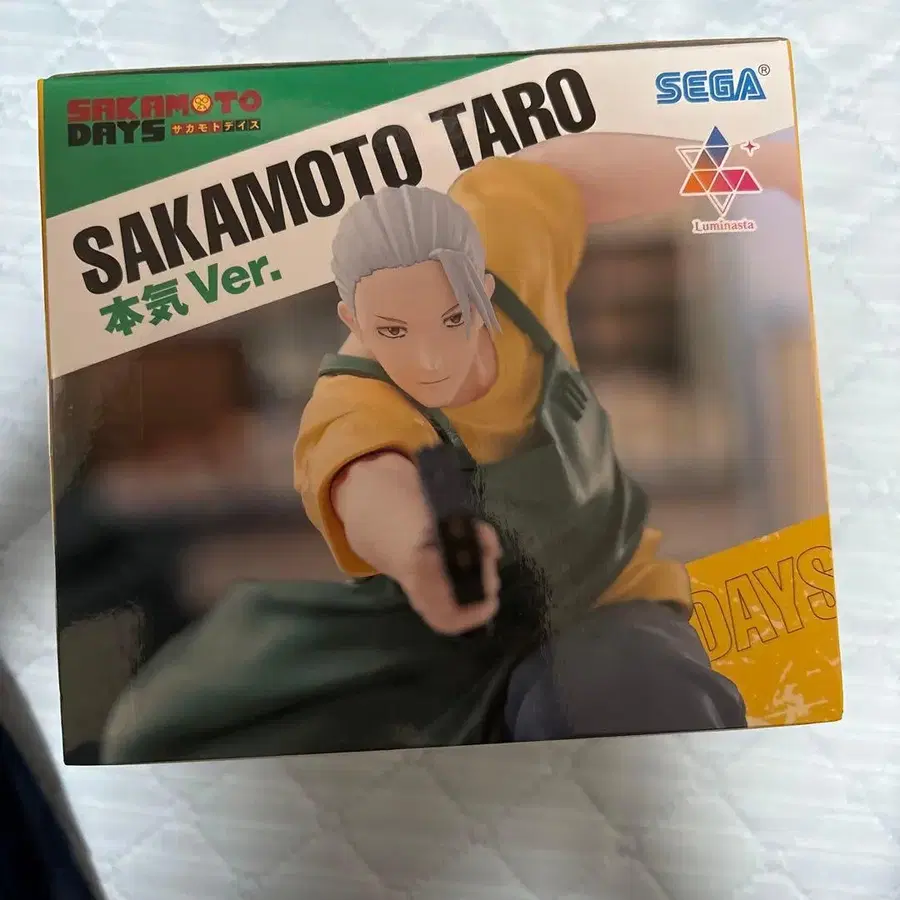 SAKAMOTO
DAYS サカモトデイズ
SAKAMOTO TARO
本気 Ver.
SEGA®
Luminasta
DAYS